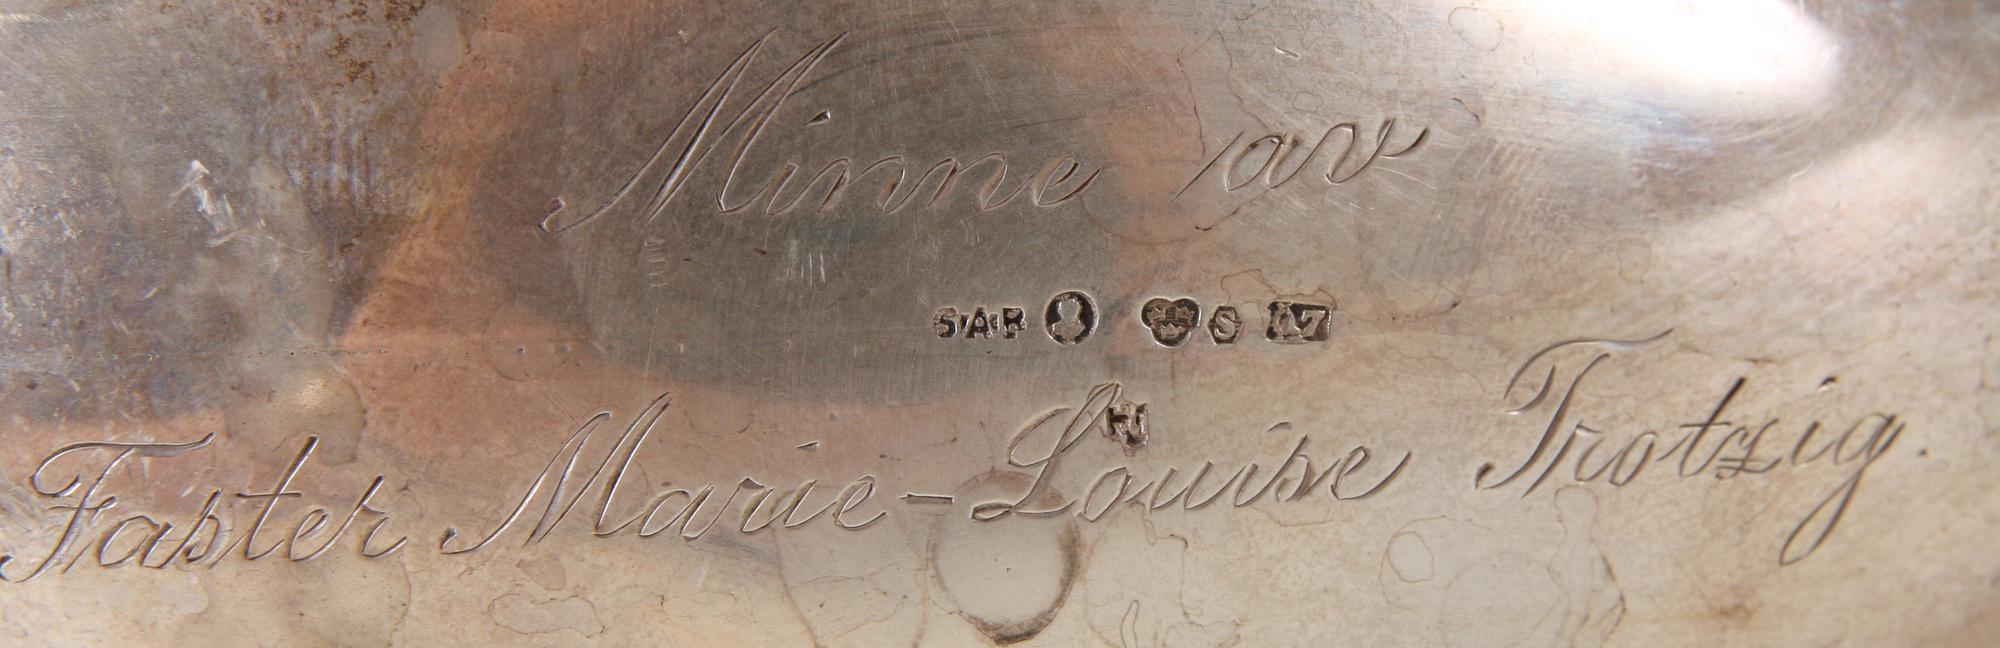 Minne av
S
Faster Marie-Louise Trotzig.